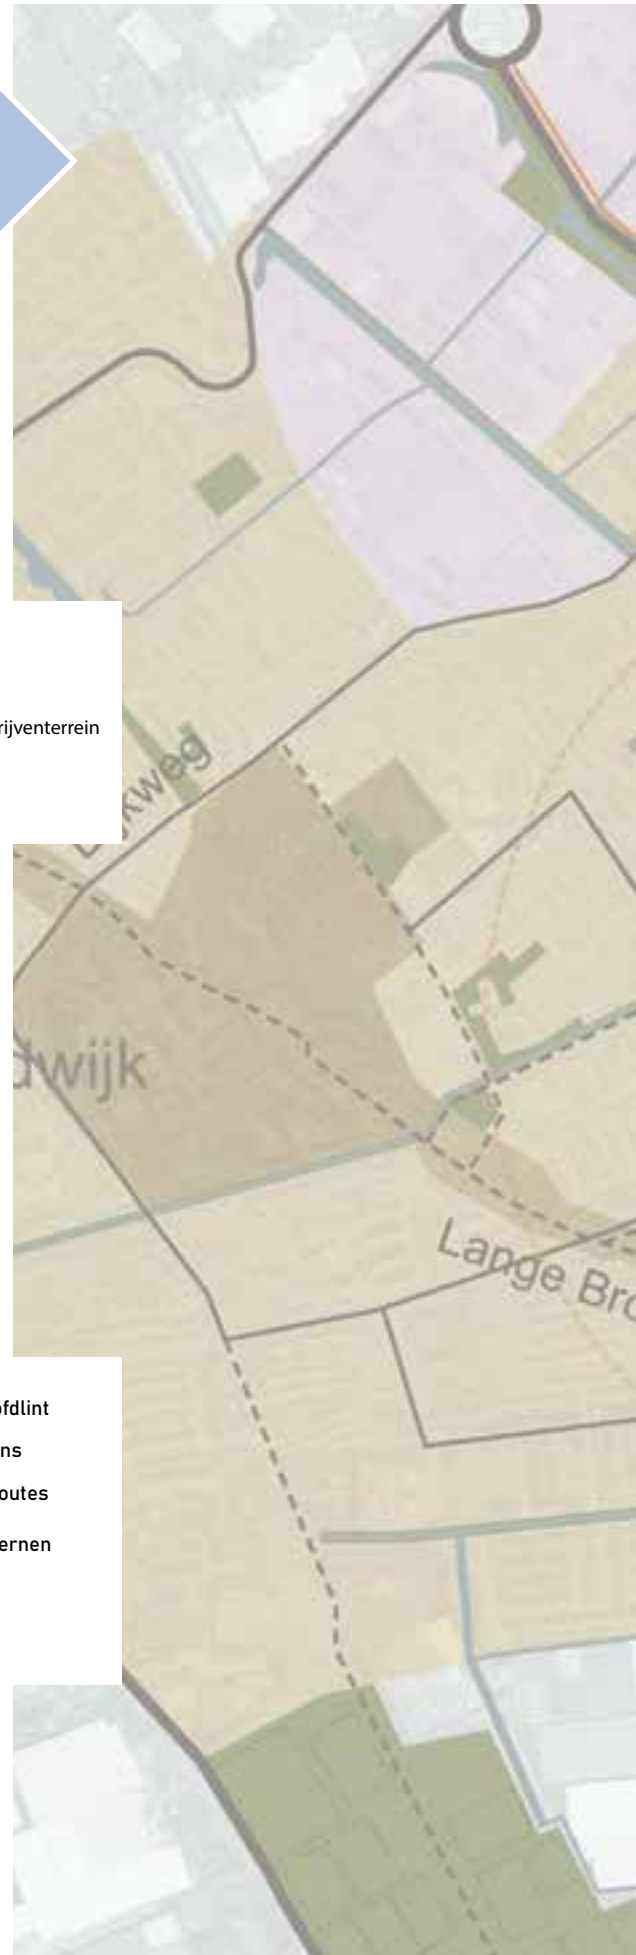 rijventerrein
Dijkweg
dwijk
Lange Bro
ofdlint
ns
outes
ernen